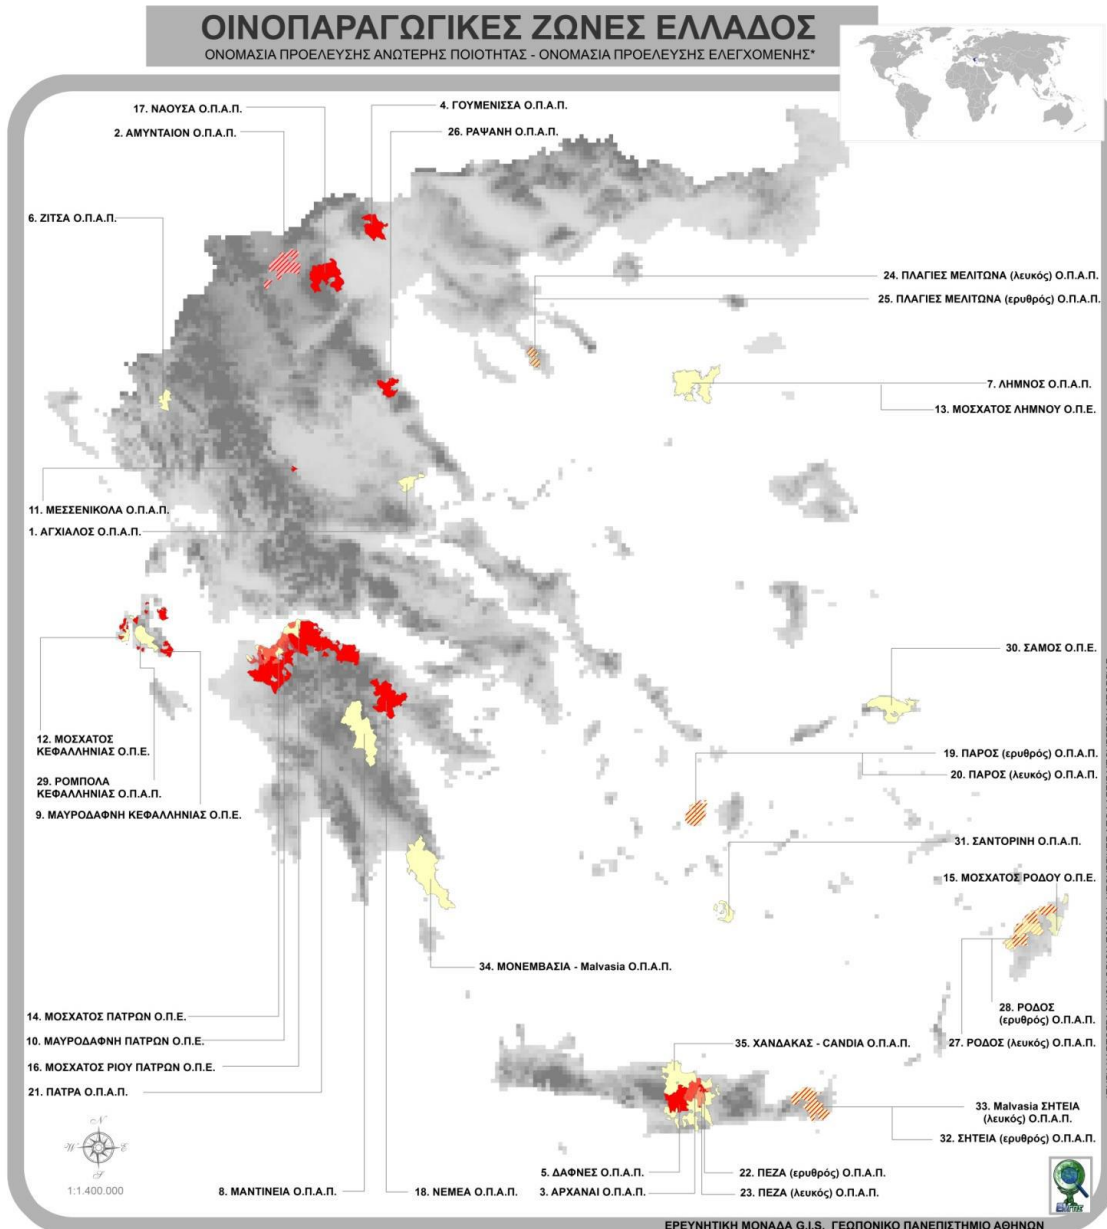 ΟΙΝΟΠΑΡΑΓΩΓΙΚΕΣ ΖΩΝΕΣ ΕΛΛΑΔΟΣ
ΟΝΟΜΑΣΙΑ ΠΡΟΕΛΕΥΣΗΣ ΑΝΩΤΕΡΗΣ ΠΟΙΟΤΗΤΑΣ - ΟΝΟΜΑΣΙΑ ΠΡΟΕΛΕΥΣΗΣ ΕΛΕΓΧΟΜΕΝΗΣ*
17. ΝΑΟΥΣΑ Ο.Π.Α.Π.
4. ΓΟΥΜΕΝΙΣΣΑ Ο.Π.Α.Π.
2. ΑΜΥΝΤΑΙΟΝ Ο.Π.Α.Π.
26. ΡΑΨΑΝΗ Ο.Π.Α.Π.
6. ΖΙΤΣΑ Ο.Π.Α.Π.
24. ΠΛΑΓΙΕΣ ΜΕΛΙΤΩΝΑ (λευκός) Ο.Π.Α.Π.
25. ΠΛΑΓΙΕΣ ΜΕΛΙΤΩΝΑ (ερυθρός) Ο.Π.Α.Π.
7. ΛΗΜΝΟΣ Ο.Π.Α.Π.
13. ΜΟΣΧΑΤΟΣ ΛΗΜΝΟΥ Ο.Π.Ε.
11. ΜΕΣΣΕΝΙΚΟΛΑ Ο.Π.Α.Π.
1. ΑΓΧΙΑΛΟΣ Ο.Π.Α.Π.
30. ΣΑΜΟΣ Ο.Π.Ε.
12. ΜΟΣΧΑΤΟΣ
ΚΕΦΑΛΛΗΝΙΑΣ Ο.Π.Ε.
29. ΡΟΜΠΟΛΑ
ΚΕΦΑΛΛΗΝΙΑΣ Ο.Π.Α.Π.
9. ΜΑΥΡΟΔΑΦΝΗ ΚΕΦΑΛΛΗΝΙΑΣ Ο.Π.Ε.
19. ΠΑΡΟΣ (ερυθρός) Ο.Π.Α.Π.
20. ΠΑΡΟΣ (λευκός) Ο.Π.Α.Π.
31. ΣΑΝΤΟΡΙΝΗ Ο.Π.Α.Π.
15. ΜΟΣΧΑΤΟΣ ΡΟΔΟΥ Ο.Π.Ε.
34. ΜΟΝΕΜΒΑΣΙΑ - Malvasia Ο.Π.Α.Π.
28. ΡΟΔΟΣ
(ερυθρός) Ο.Π.Α.Π.
27. ΡΟΔΟΣ (λευκός) Ο.Π.Α.Π.
14. ΜΟΣΧΑΤΟΣ ΠΑΤΡΩΝ Ο.Π.Ε.
10. ΜΑΥΡΟΔΑΦΝΗ ΠΑΤΡΩΝ Ο.Π.Ε.
16. ΜΟΣΧΑΤΟΣ ΡΙΟΥ ΠΑΤΡΩΝ Ο.Π.Ε.
21. ΠΑΤΡΑ Ο.Π.Α.Π.
35. ΧΑΝΔΑΚΑΣ - CANDIA Ο.Π.Α.Π.
33. Malvasia ΣΗΤΕΙΑ
(λευκός) Ο.Π.Α.Π.
32. ΣΗΤΕΙΑ (ερυθρός) Ο.Π.Α.Π.
5. ΔΑΦΝΕΣ Ο.Π.Α.Π.
3. ΑΡΧΑΝΑΙ Ο.Π.Α.Π.
22. ΠΕΖΑ (ερυθρός) Ο.Π.Α.Π.
23. ΠΕΖΑ (λευκός) Ο.Π.Α.Π.
8. ΜΑΝΤΙΝΕΙΑ Ο.Π.Α.Π.
18. ΝΕΜΕΑ Ο.Π.Α.Π.
N
W
E
S
1:1.400.000
ΕΡΕΥΝΗΤΙΚΗ ΜΟΝΑΔΑ G.I.S. ΓΕΩΠΟΝΙΚΟ ΠΑΝΕΠΙΣΤΗΜΙΟ ΑΘΗΝΩΝ